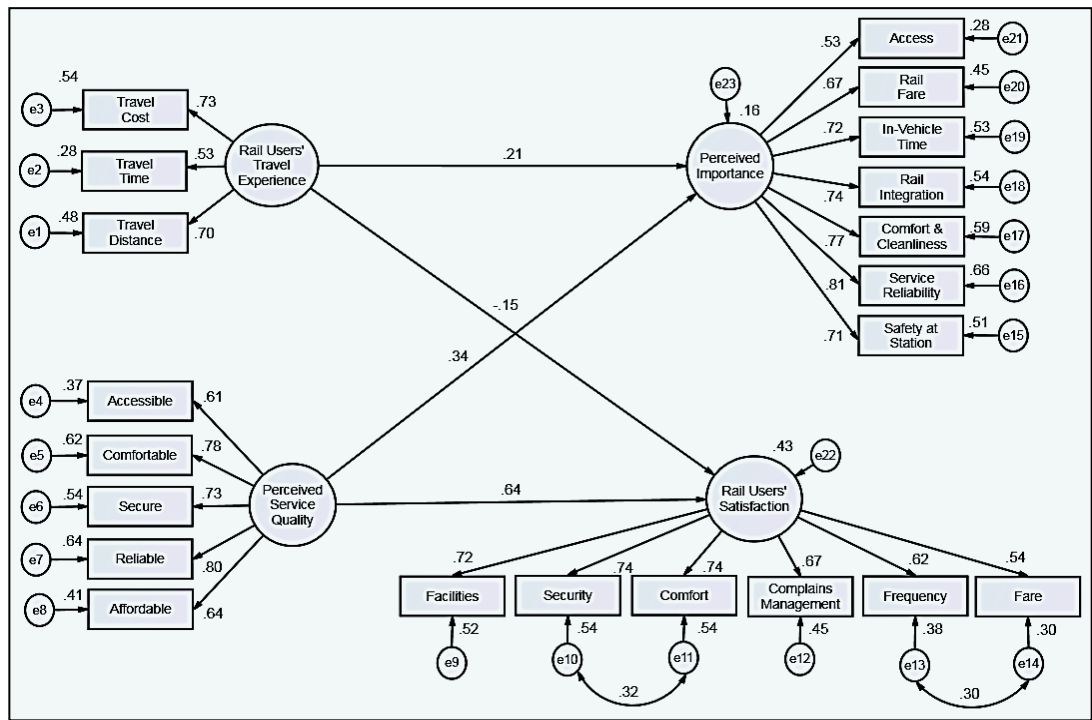 .28
Access
e21
.53
.54
.45
e23
Rail
Fare
e20
.67
e3
Travel
Cost
.73
.16
.53
.72
In-Vehicle
Time
e19
.28
Rail Users'
Travel
Experience
Perceived
Importance
e2
Travel
Time
.53
.21
.54
Rail
Integration
e18
.74
.48
e1
Travel
Distance
.70
.59
Comfort &
Cleanliness
e17
.77
.66
Service
Reliability
e16
.81
-.15
.51
Safety at
Station
e15
.71
.34
.37
e4
Accessible
.61
.62
e5
Comfortable
.78
.43
e22
.54
e6
Secure
.73
Perceived
Service
Quality
.64
Rail Users'
Satisfaction
.64
e7
Reliable
.80
.41
e8
Affordable
.64
.72
.74
.74
.67
.62
.54
Facilities
Security
Comfort
Complains
Management
Frequency
Fare
.52
.54
.54
.45
.38
.30
e9
e10
e11
e12
e13
e14
.32
.30